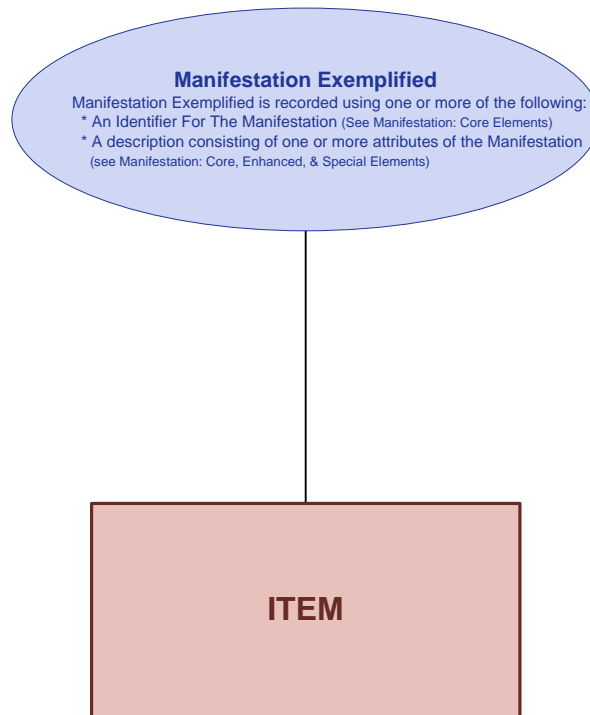 Manifestation Exemplified
Manifestation Exemplified is recorded using one or more of the following:
* An Identifier For The Manifestation (See Manifestation: Core Elements)
* A description consisting of one or more attributes of the Manifestation
(see Manifestation: Core, Enhanced, & Special Elements)
ITEM